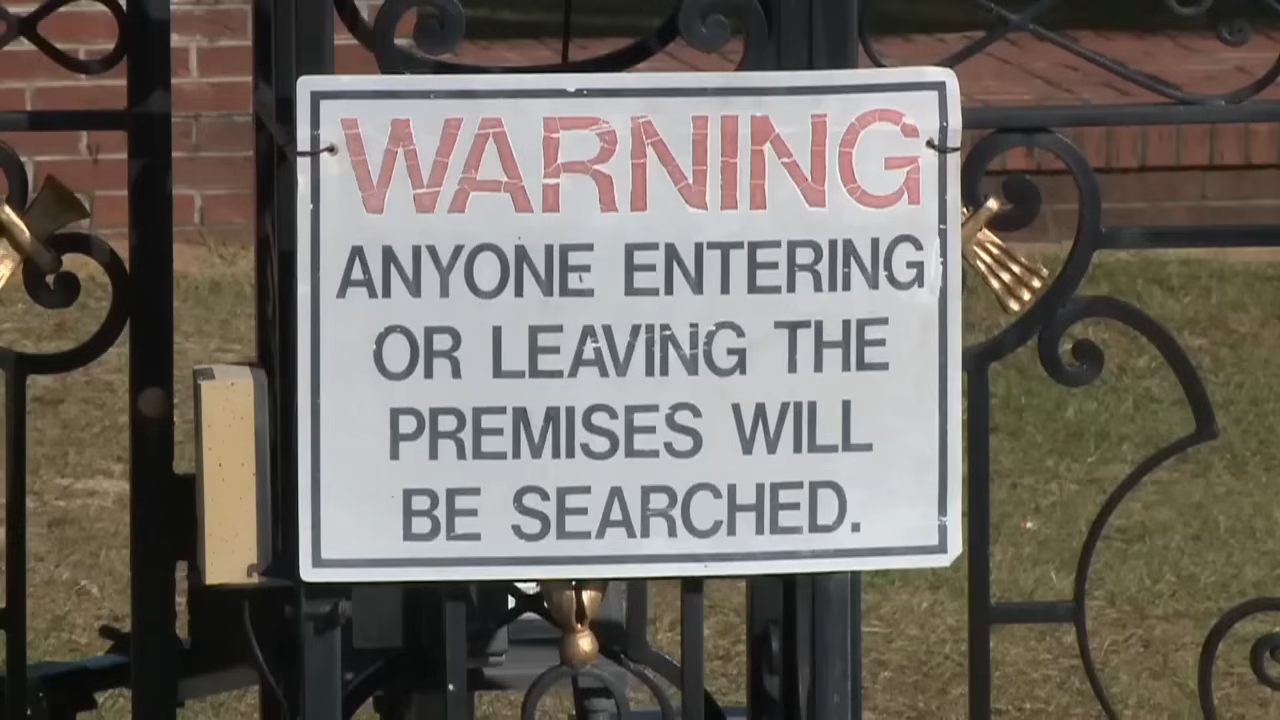 WARNING
ANYONE ENTERING
OR LEAVING THE
PREMISES WILL
BE SEARCHED.